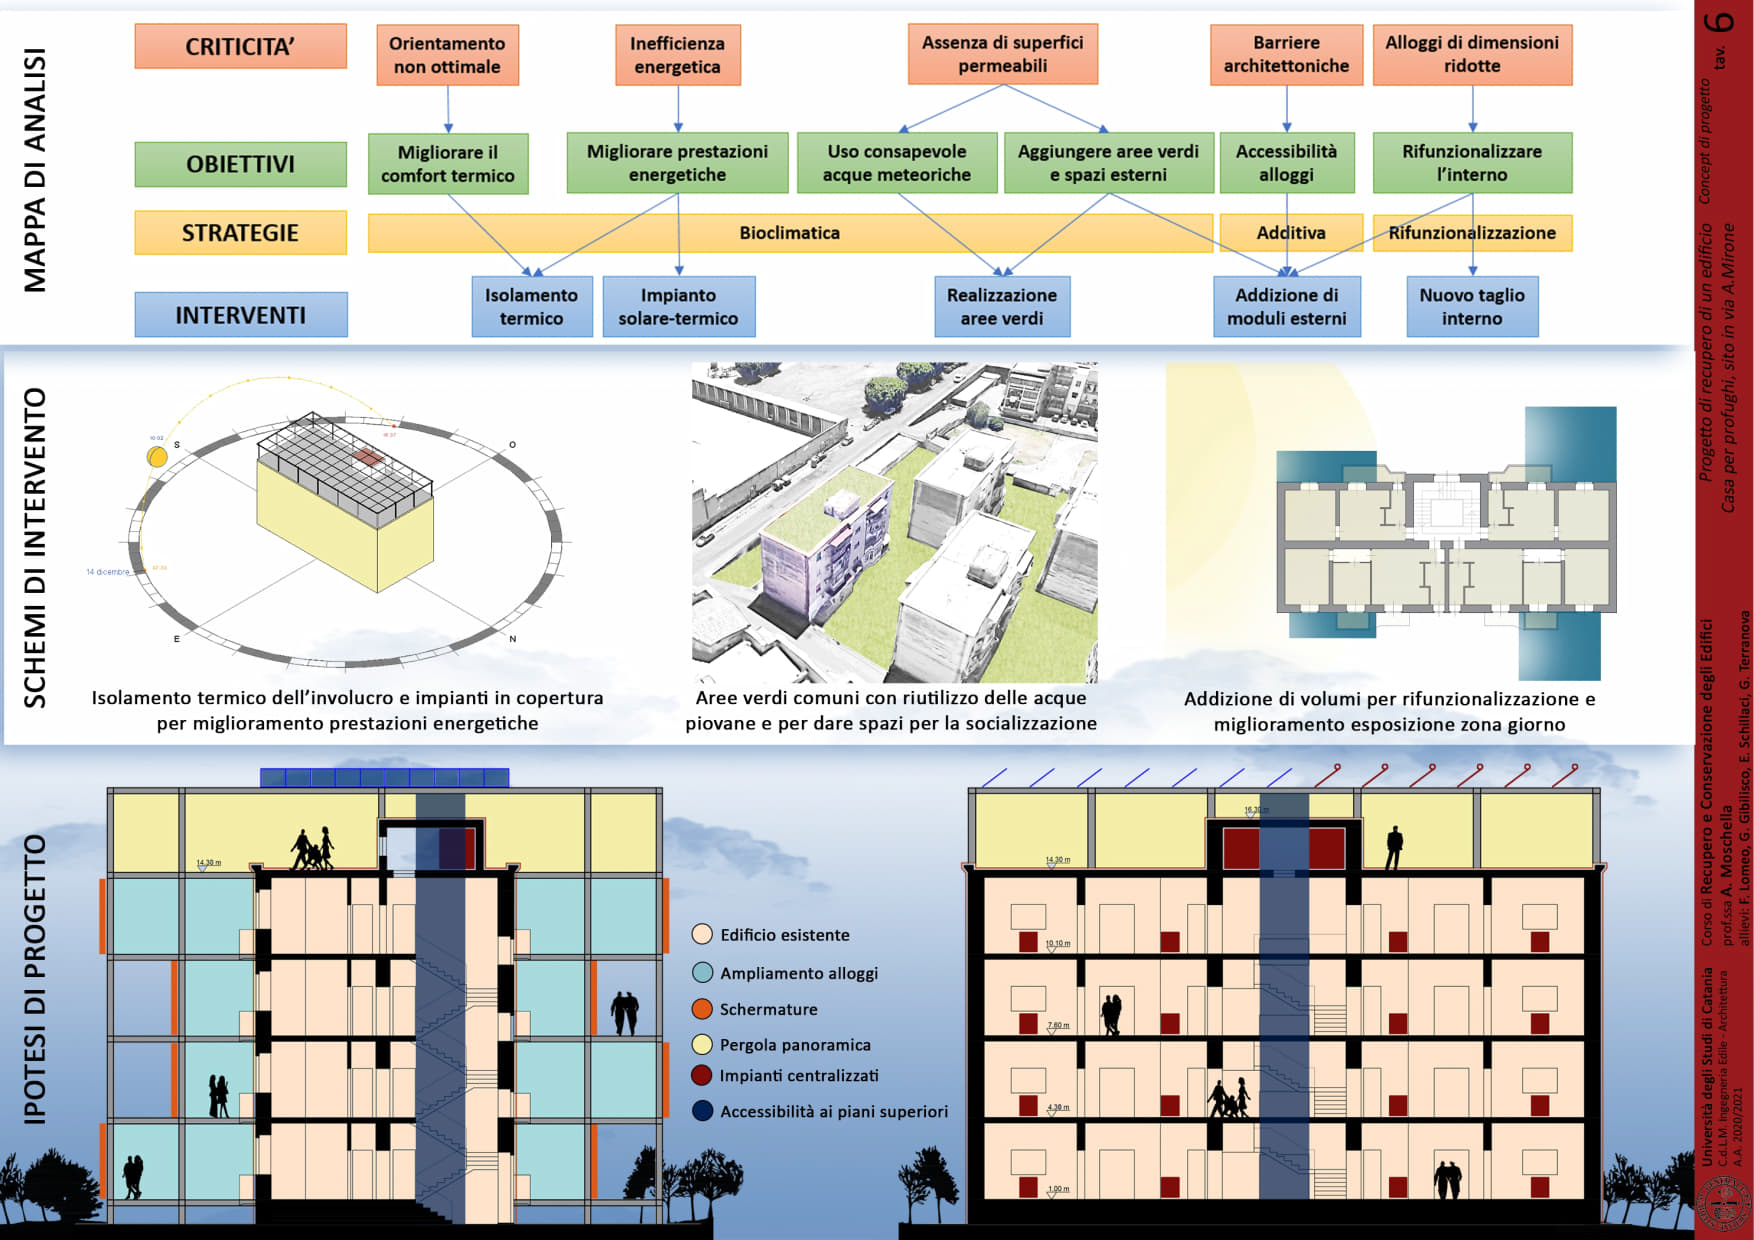 MAPPA DI ANALISI
CRITICITA’
Orientamento
non ottimale
Inefficienza
energetica
Assenza di superfici
permeabili
Barriere
architettoniche
Alloggi di dimensioni
ridotte
OBIETTIVI
Migliorare il
comfort termico
Migliorare prestazioni
energetiche
Uso consapevole
acque meteoriche
Aggiungere aree verdi
e spazi esterni
Accessibilità
alloggi
Rifunzionalizzare
l’interno
STRATEGIE
Bioclimatica
Additiva
Rifunzionalizzazione
INTERVENTI
Isolamento
termico
Impianto
solare-termico
Realizzazione
aree verdi
Addizione di
moduli esterni
Nuovo taglio
interno
SCHEMI DI INTERVENTO
S
O
E
N
14 dicembre
Isolamento termico dell’involucro e impianti in copertura
per miglioramento prestazioni energetiche
Aree verdi comuni con riutilizzo delle acque
piovane e per dare spazi per la socializzazione
Addizione di volumi per rifunzionalizzazione e
miglioramento esposizione zona giorno
IPOTESI DI PROGETTO
14.30 m
Edificio esistente
Ampliamento alloggi
Schermature
Pergola panoramica
Impianti centralizzati
Accessibilità ai piani superiori
16.30 m
14.30 m
10.10 m
7.60 m
4.30 m
1.00 m
tav. 6
Concept di progetto
Progetto di recupero di un edificio
Casa per profughi, sito in via A.Mirone
Corso di Recupero e Conservazione degli Edifici
prof.ssa A. Moschella
allievi: F. Lomeo, G. Gibilisco, E. Schillaci, G. Terranova
Università degli Studi di Catania
C.d.L.M. Ingegneria Edile - Architettura
A.A. 2020/2021